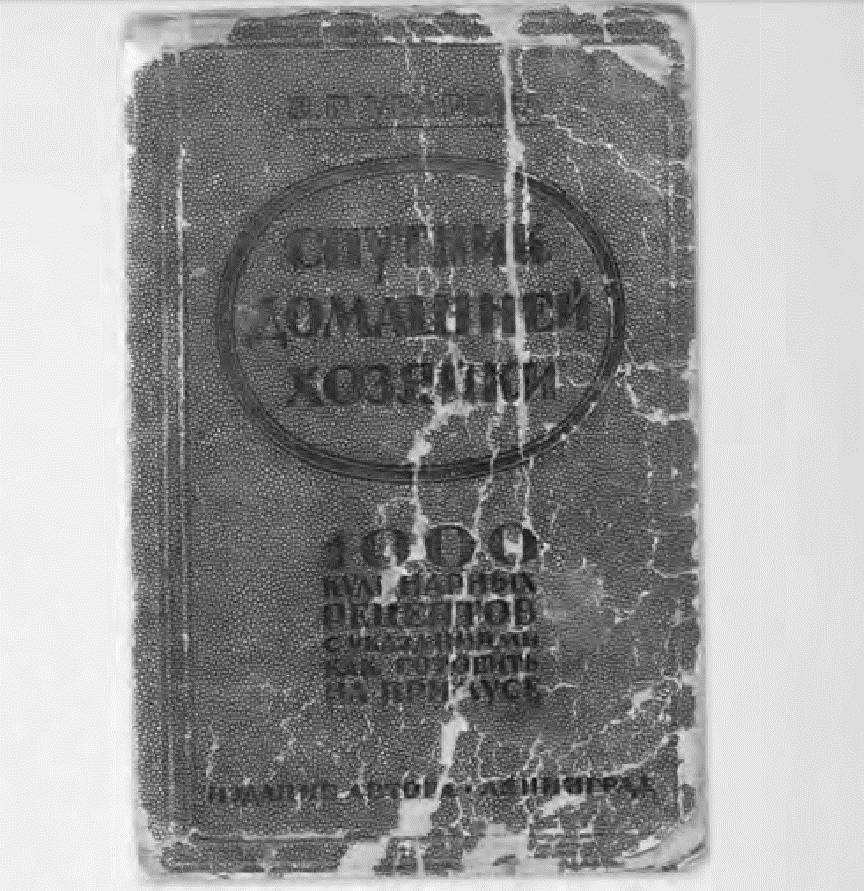 СПУТНИК
ДОМАШНЕЙ
ХОЗЯЙКИ
1000
КУЛИНАРНЫХ
РЕЦЕПТОВ
С УКАЗАНИЯМИ
КАК ГОТОВИТЬ
НА ПРИМУСЕ
ИЗДАНИЕ АВТОРА • ЛЕНИНГРАД